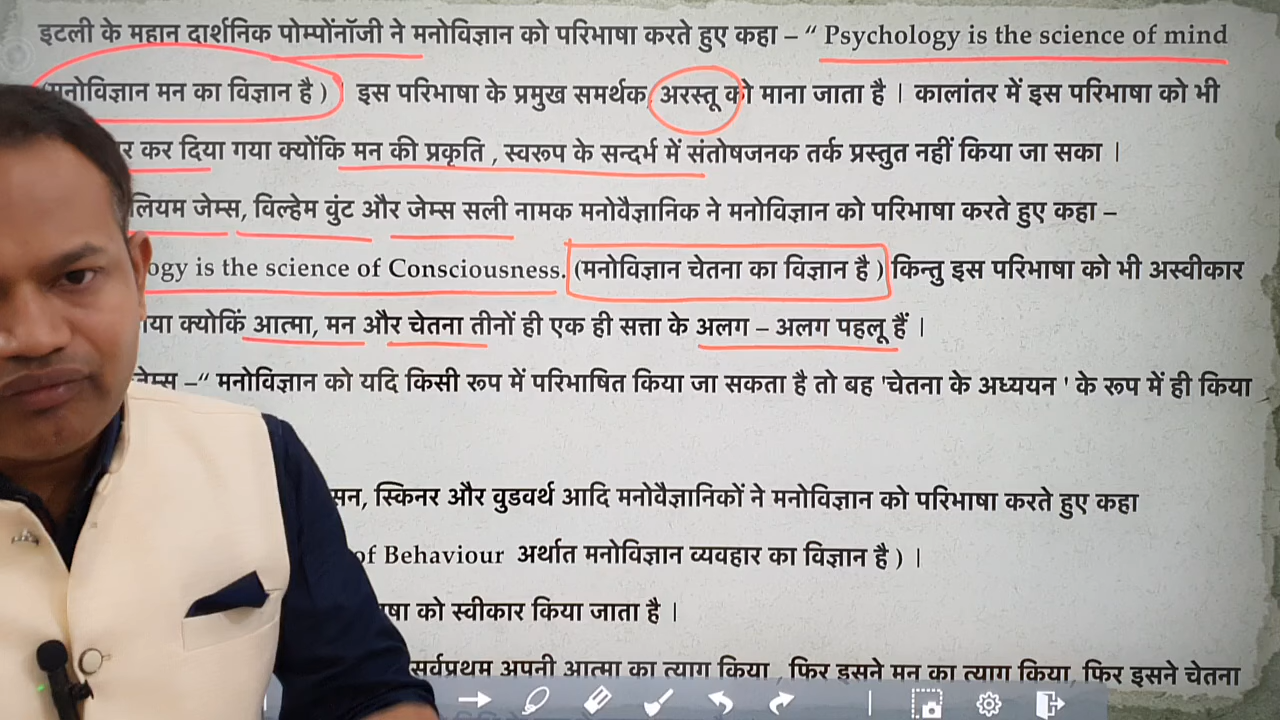 इटली के महान दार्शनिक पोम्पोंनॉजी ने मनोविज्ञान को परिभाषा करते हुए कहा – “ Psychology is the science of mind
(मनोविज्ञान मन का विज्ञान है ) इस परिभाषा के प्रमुख समर्थक अरस्तू को माना जाता है । कालांतर में इस परिभाषा को भी
कर दिया गया क्योंकि मन की प्रकृति , स्वरूप के सन्दर्भ में संतोषजनक तर्क प्रस्तुत नहीं किया जा सका ।
लियम जेम्स, विल्हेम वुंट और जेम्स सली नामक मनोवैज्ञानिक ने मनोविज्ञान को परिभाषा करते हुए कहा –
ogy is the science of Consciousness. (मनोविज्ञान चेतना का विज्ञान है ) किन्तु इस परिभाषा को भी अस्वीकार
क्योकिं आत्मा, मन और चेतना तीनों ही एक ही सत्ता के अलग – अलग पहलू हैं ।
जेम्स –“ मनोविज्ञान को यदि किसी रूप में परिभाषित किया जा सकता है तो बह 'चेतना के अध्ययन ' के रूप में ही किया
सन, स्किनर और वुडवर्थ आदि मनोवैज्ञानिकों ने मनोविज्ञान को परिभाषा करते हुए कहा
of Behaviour अर्थात मनोविज्ञान व्यवहार का विज्ञान है ) ।
को स्वीकार किया जाता है ।
सर्वप्रथम अपनी आत्मा का त्याग किया , फिर इसने मन का त्याग किया, फिर इसने चेतना